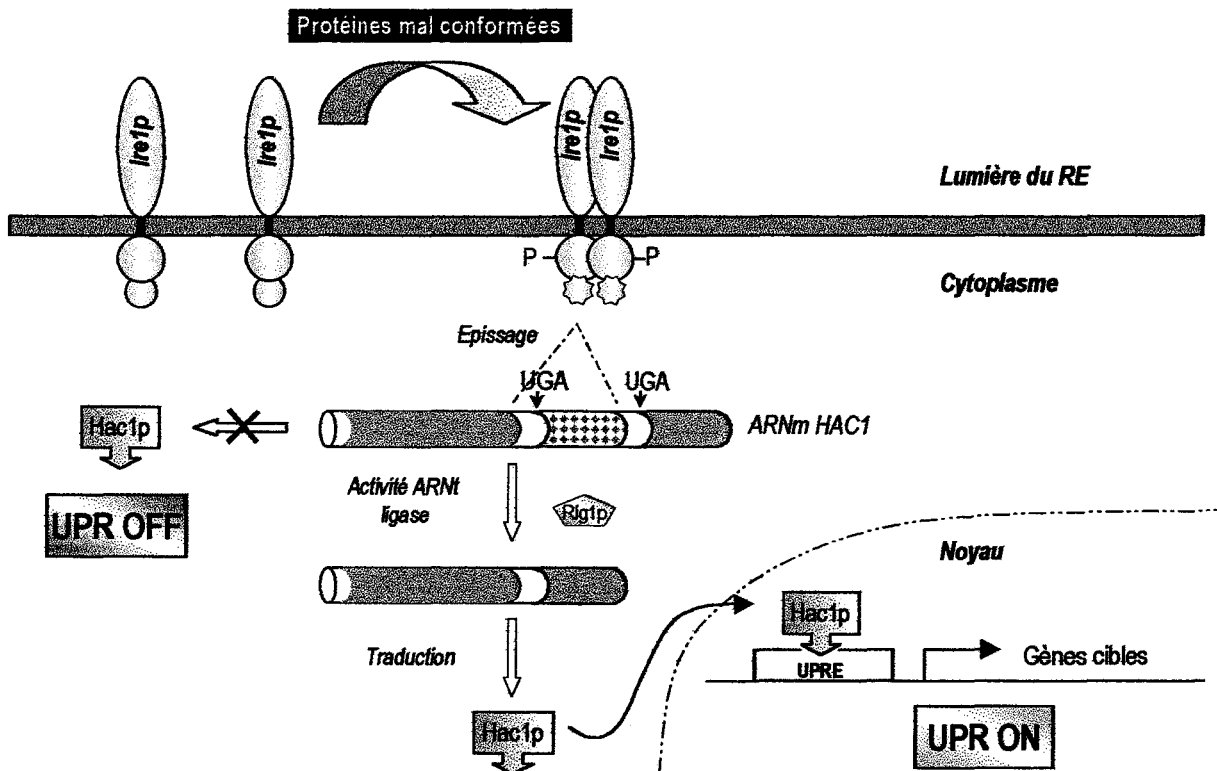 Protéines mal conformées
Ire1p
Ire1p
Ire1p
Ire1p
Lumière du RE
P
P
Cytoplasme
Epissage
UGA
UGA
Hac1p
ARNm HAC1
Activité ARNt
ligase
Rlg1p
UPR OFF
Noyau
Hac1p
Traduction
UPRE
Gènes cibles
Hac1p
UPR ON